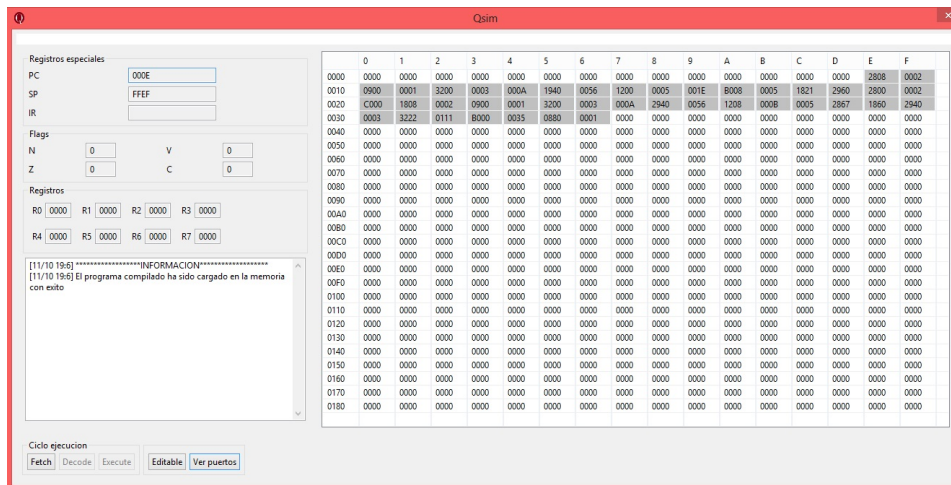 Qsim
Registros especiales
PC 000E
SP FFEF
IR
Flags
N 0 V 0
Z 0 C 0
Registros
R0 0000 R1 0000 R2 0000 R3 0000
R4 0000 R5 0000 R6 0000 R7 0000
[11/10 19:6] ******************INFORMACION*******************
[11/10 19:6] El programa compilado ha sido cargado en la memoria
con exito
Ciclo ejecucion
Fetch Decode Execute Editable Ver puertos
0 1 2 3 4 5 6 7 8 9 A B C D E F
0000 0000 0000 0000 0000 0000 0000 0000 0000 0000 0000 0000 0000 0000 0000 2808 0002
0010 0900 0001 3200 0003 000A 1940 0056 1200 0005 001E B008 0005 1821 2960 2800 0002
0020 C000 1808 0002 0900 0001 3200 0003 000A 2940 0056 1208 000B 0005 2867 1860 2940
0030 0003 3222 0111 B000 0035 0880 0001 0000 0000 0000 0000 0000 0000 0000 0000 0000
0040 0000 0000 0000 0000 0000 0000 0000 0000 0000 0000 0000 0000 0000 0000 0000 0000
0050 0000 0000 0000 0000 0000 0000 0000 0000 0000 0000 0000 0000 0000 0000 0000 0000
0060 0000 0000 0000 0000 0000 0000 0000 0000 0000 0000 0000 0000 0000 0000 0000 0000
0070 0000 0000 0000 0000 0000 0000 0000 0000 0000 0000 0000 0000 0000 0000 0000 0000
0080 0000 0000 0000 0000 0000 0000 0000 0000 0000 0000 0000 0000 0000 0000 0000 0000
0090 0000 0000 0000 0000 0000 0000 0000 0000 0000 0000 0000 0000 0000 0000 0000 0000
00A0 0000 0000 0000 0000 0000 0000 0000 0000 0000 0000 0000 0000 0000 0000 0000 0000
00B0 0000 0000 0000 0000 0000 0000 0000 0000 0000 0000 0000 0000 0000 0000 0000 0000
00C0 0000 0000 0000 0000 0000 0000 0000 0000 0000 0000 0000 0000 0000 0000 0000 0000
00D0 0000 0000 0000 0000 0000 0000 0000 0000 0000 0000 0000 0000 0000 0000 0000 0000
00E0 0000 0000 0000 0000 0000 0000 0000 0000 0000 0000 0000 0000 0000 0000 0000 0000
00F0 0000 0000 0000 0000 0000 0000 0000 0000 0000 0000 0000 0000 0000 0000 0000 0000
0100 0000 0000 0000 0000 0000 0000 0000 0000 0000 0000 0000 0000 0000 0000 0000 0000
0110 0000 0000 0000 0000 0000 0000 0000 0000 0000 0000 0000 0000 0000 0000 0000 0000
0120 0000 0000 0000 0000 0000 0000 0000 0000 0000 0000 0000 0000 0000 0000 0000 0000
0130 0000 0000 0000 0000 0000 0000 0000 0000 0000 0000 0000 0000 0000 0000 0000 0000
0140 0000 0000 0000 0000 0000 0000 0000 0000 0000 0000 0000 0000 0000 0000 0000 0000
0150 0000 0000 0000 0000 0000 0000 0000 0000 0000 0000 0000 0000 0000 0000 0000 0000
0160 0000 0000 0000 0000 0000 0000 0000 0000 0000 0000 0000 0000 0000 0000 0000 0000
0170 0000 0000 0000 0000 0000 0000 0000 0000 0000 0000 0000 0000 0000 0000 0000 0000
0180 0000 0000 0000 0000 0000 0000 0000 0000 0000 0000 0000 0000 0000 0000 0000 0000